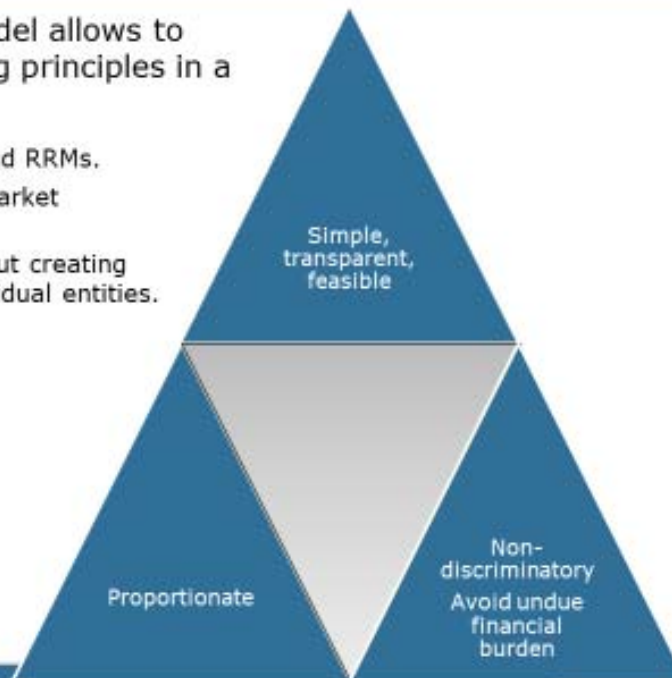 del allows to
g principles in a
d RRMs.
arket
ut creating
dual entities.
Simple,
transparent,
feasible
Proportionate
Non-
discriminatory
Avoid undue
financial
burden